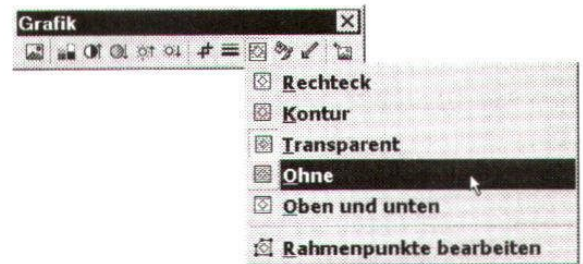 Grafik
Rechteck
Kontur
Transparent
Ohne
Oben und unten
Rahmenpunkte bearbeiten